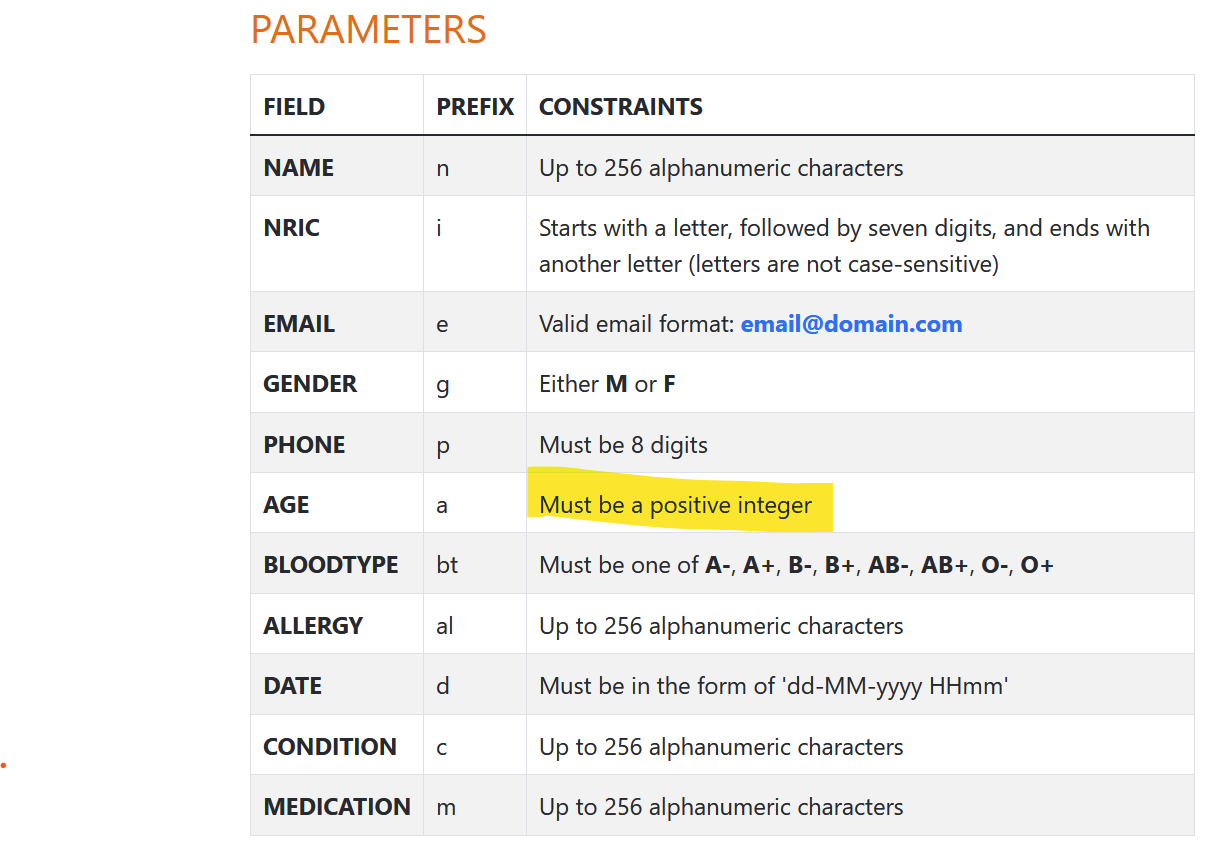 PARAMETERS
FIELD PREFIX CONSTRAINTS
NAME n Up to 256 alphanumeric characters
NRIC i Starts with a letter, followed by seven digits, and ends with
another letter (letters are not case-sensitive)
EMAIL e Valid email format: email@domain.com
GENDER g Either M or F
PHONE p Must be 8 digits
AGE a Must be a positive integer
BLOODTYPE bt Must be one of A-, A+, B-, B+, AB-, AB+, O-, O+
ALLERGY al Up to 256 alphanumeric characters
DATE d Must be in the form of 'dd-MM-yyyy HHmm'
CONDITION c Up to 256 alphanumeric characters
MEDICATION m Up to 256 alphanumeric characters